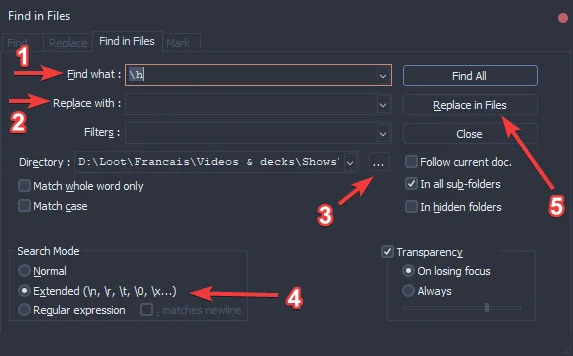 Find in Files
Find Replace Find in Files Mark
1
Find what : \h Find All
2 Replace with : Replace in Files
Filters : Close
Directory : D:\Loot\Francais\Videos & decks\Shows\ ... Follow current doc.
Match whole word only In all sub-folders
Match case 3 In hidden folders 5
Search Mode Transparency
Normal On losing focus
Extended (\n, \r, \t, \0, \x...) 4 Always
Regular expression . matches newline